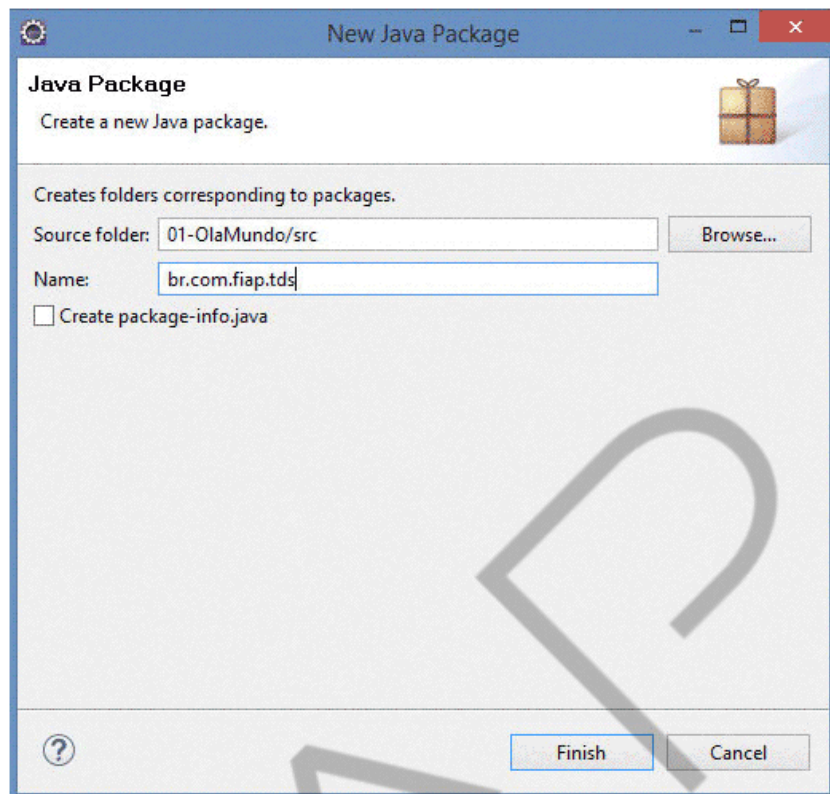 New Java Package
Java Package
Create a new Java package.
Creates folders corresponding to packages.
Source folder: 01-OlaMundo/src Browse...
Name: br.com.fiap.tds
Create package-info.java
? Finish Cancel